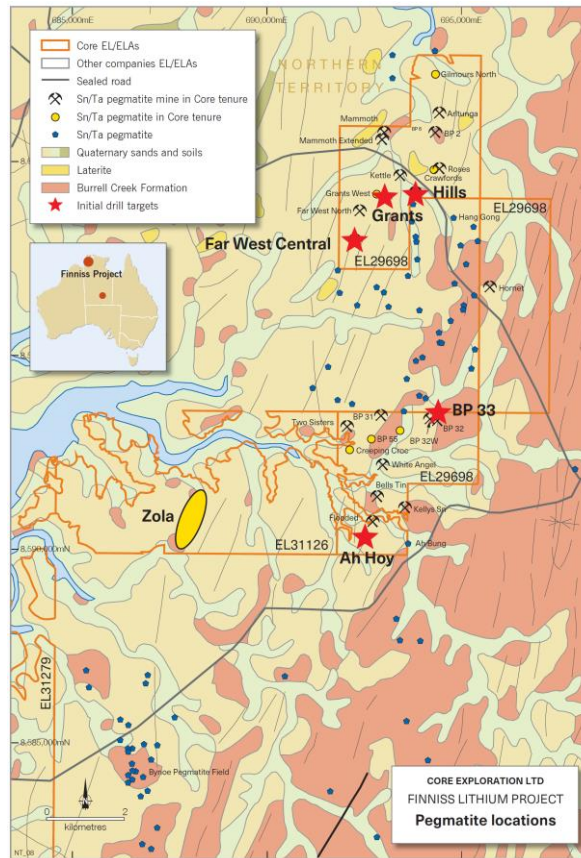 685,000mE
690,000mE
695,000mE
Core EL/ELAs
Other companies EL/ELAs
Sealed road
Sn/Ta pegmatite mine in Core tenure
Sn/Ta pegmatite in Core tenure
Sn/Ta pegmatite
Quaternary sands and soils
Laterite
Burrell Creek Formation
Initial drill targets
NORTHERN
TERRITORY
Gilmours North
Mammoth
Mammoth Extended
BP 2
Kettle
Roses
Crawfords
Grants West
Hills
Grants
Far West North
EL29698
Hang Gong
Far West Central
EL29698
Finniss Project
Hornet
BP 33
Two Sisters
BP 31
BP 32
BP 32W
BP 55
Creeping Croc
White Angel
EL29698
Bells Tin
Zola
Flooded
8,590,000mN
EL31126
Ah Hoy
Ah Bung
EL31279
8,585,000mN
Bynoe Pegmatite Field
0
2
kilometres
NT_08
CORE EXPLORATION LTD
FINNISS LITHIUM PROJECT
Pegmatite locations